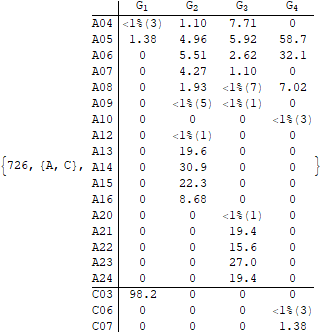 G1 G2 G3 G4
A04 <1%(3) 1.10 7.71 0
A05 1.38 4.96 5.92 58.7
A06 0 5.51 2.62 32.1
A07 0 4.27 1.10 0
A08 0 1.93 <1%(7) 7.02
A09 0 <1%(5) <1%(1) 0
A10 0 0 0 <1%(3)
A12 0 <1%(1) 0 0
A13 0 19.6 0 0
{726, {A, C}, A14 0 30.9 0 0
A15 0 22.3 0 0
A16 0 8.68 0 0
A20 0 0 <1%(1) 0
A21 0 0 19.4 0
A22 0 0 15.6 0
A23 0 0 27.0 0
A24 0 0 19.4 0
C03 98.2 0 0 0
C06 0 0 0 <1%(3)
C07 0 0 0 1.38
}